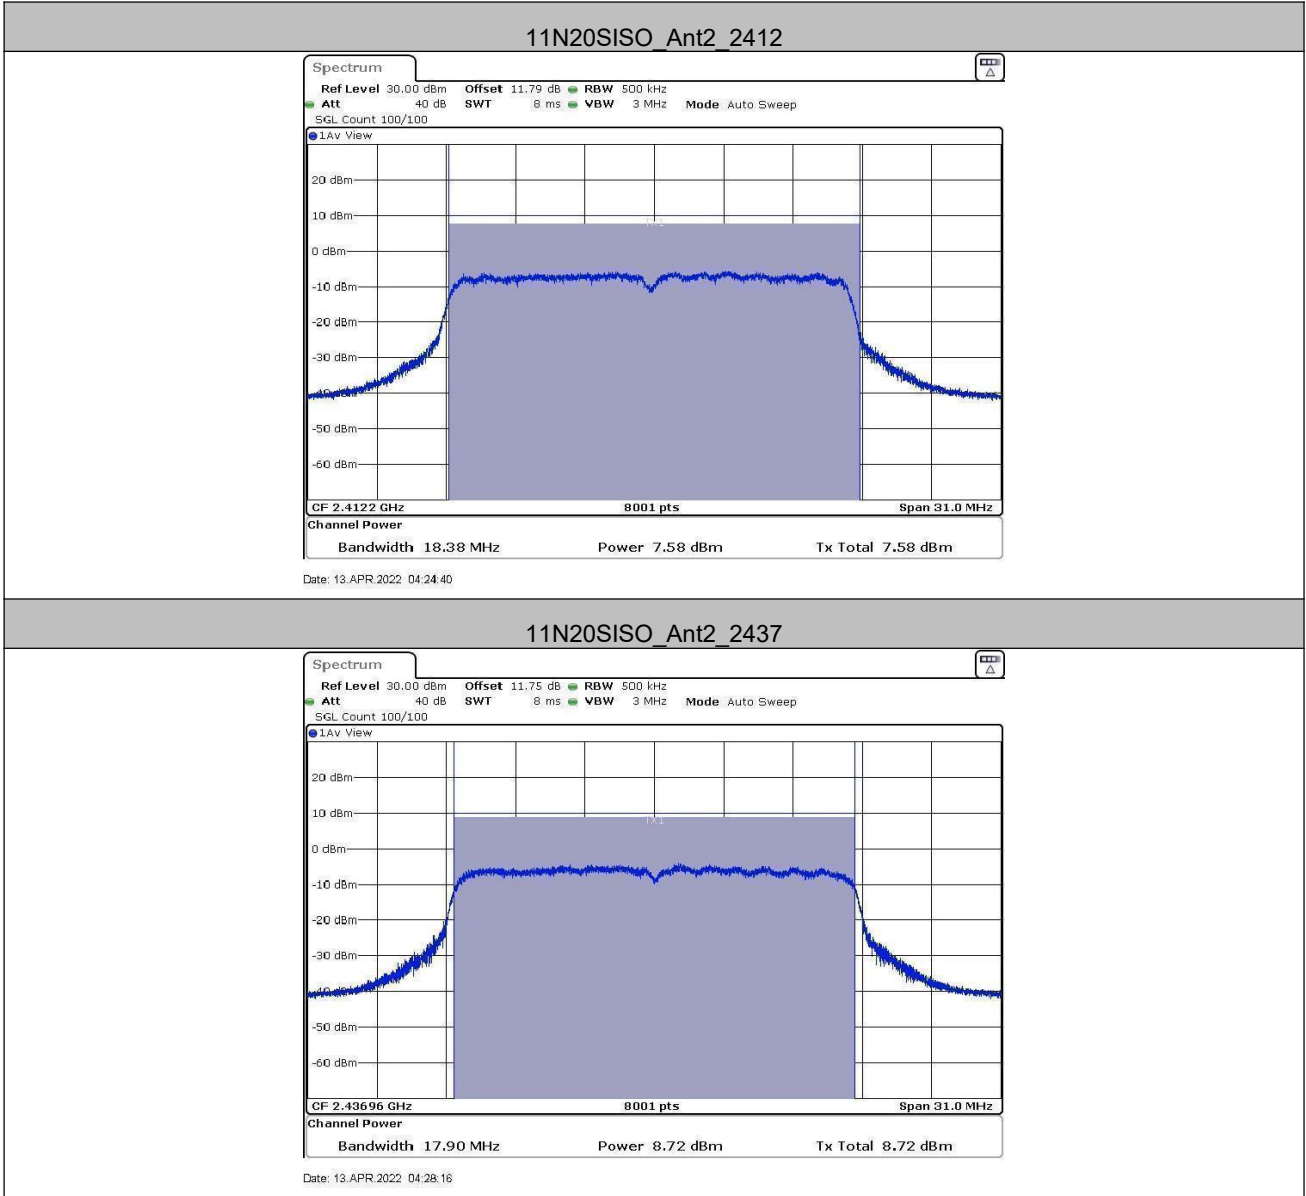 11N20SISO_Ant2_2412
Spectrum
Ref Level 30.00 dBm Offset 11.79 dB RBW 500 kHz
Att 40 dB SWT 8 ms VBW 3 MHz Mode Auto Sweep
SGL Count 100/100
1Av View
20 dBm
10 dBm
0 dBm
-10 dBm
-20 dBm
-30 dBm
-50 dBm
-60 dBm
CF 2.4122 GHz 8001 pts Span 31.0 MHz
Channel Power
Bandwidth 18.38 MHz Power 7.58 dBm Tx Total 7.58 dBm
Date: 13.APR.2022 04:24:40
11N20SISO_Ant2_2437
Spectrum
Ref Level 30.00 dBm Offset 11.75 dB RBW 500 kHz
Att 40 dB SWT 8 ms VBW 3 MHz Mode Auto Sweep
SGL Count 100/100
1Av View
20 dBm
10 dBm
TX1
0 dBm
-10 dBm
-20 dBm
-30 dBm
-50 dBm
-60 dBm
CF 2.43696 GHz 8001 pts Span 31.0 MHz
Channel Power
Bandwidth 17.90 MHz Power 8.72 dBm Tx Total 8.72 dBm
Date: 13.APR.2022 04:28:16